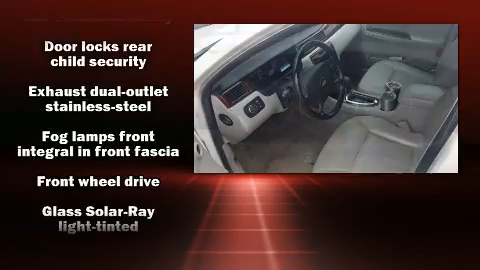 Door locks rear
child security
Exhaust dual-outlet
stainless-steel
Fog lamps front
integral in front fascia
Front wheel drive
Glass Solar-Ray
light-tinted